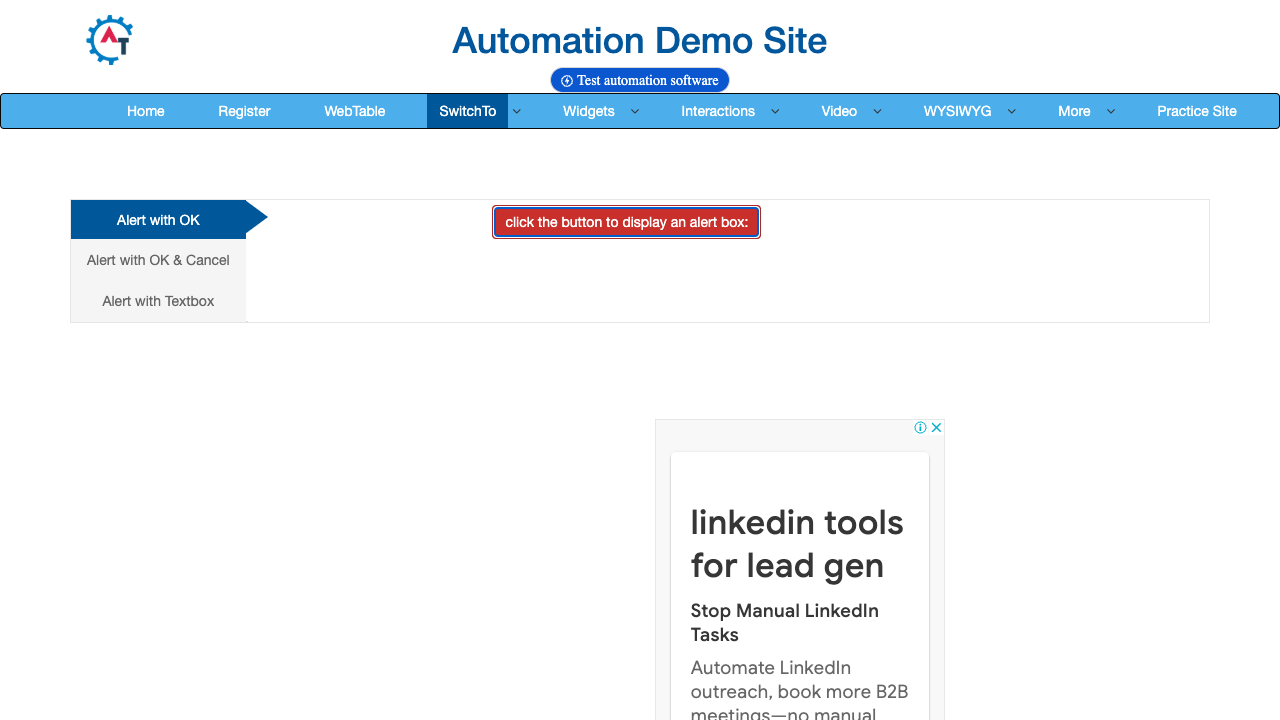 AT
Automation Demo Site
Test automation software
Home Register WebTable SwitchTo Widgets Interactions Video WYSIWYG More Practice Site
Alert with OK
click the button to display an alert box:
Alert with OK & Cancel
Alert with Textbox
linkedin tools
for lead gen
Stop Manual LinkedIn
Tasks
Automate LinkedIn
outreach, book more B2B
meetings—no manual